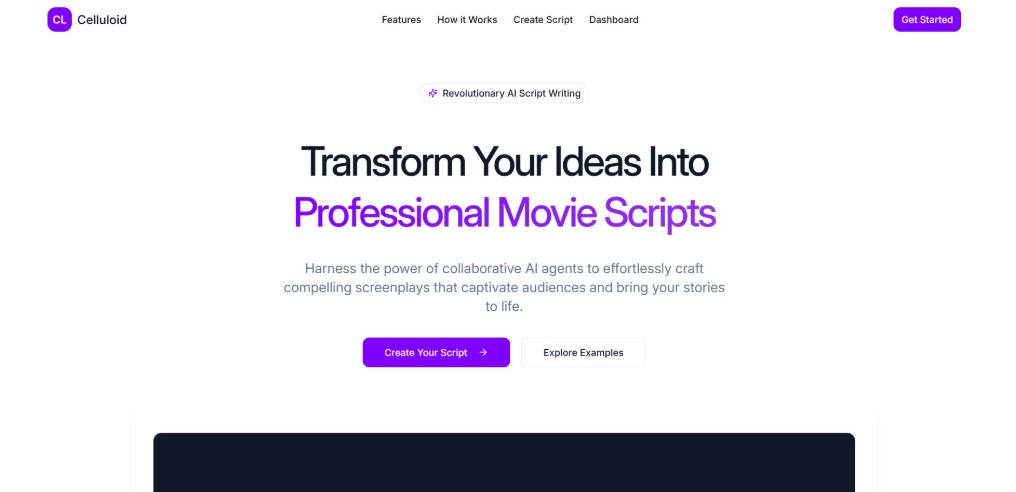 CL Celluloid
Features How it Works Create Script Dashboard
Get Started
Revolutionary AI Script Writing
Transform Your Ideas Into
Professional Movie Scripts
Harness the power of collaborative AI agents to effortlessly craft
compelling screenplays that captivate audiences and bring your stories
to life.
Create Your Script
Explore Examples